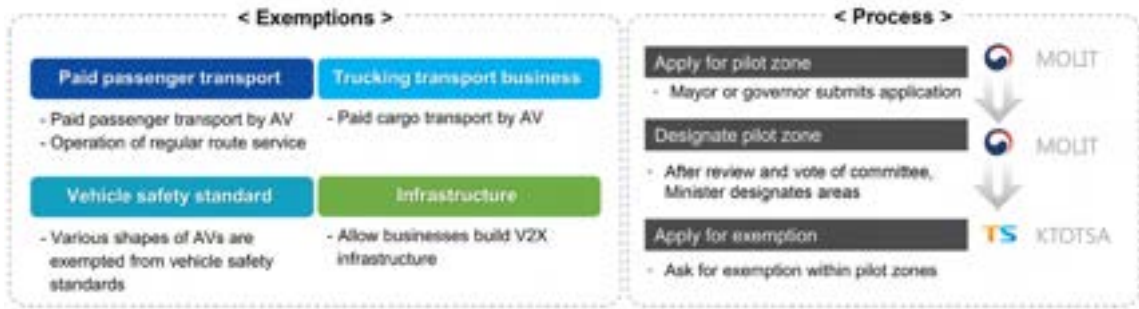 < Exemptions >
Paid passenger transport
- Paid passenger transport by AV
- Operation of regular route service
Trucking transport business
- Paid cargo transport by AV
Vehicle safety standard
- Various shapes of AVs are
exempted from vehicle safety
standards
Infrastructure
- Allow businesses build V2X
infrastructure
< Process >
Apply for pilot zone
MOLIT
· Mayor or governor submits application
Designate pilot zone
MOLIT
· After review and vote of committee,
Minister designates areas
Apply for exemption
TS KTOTSA
· Ask for exemption within pilot zones